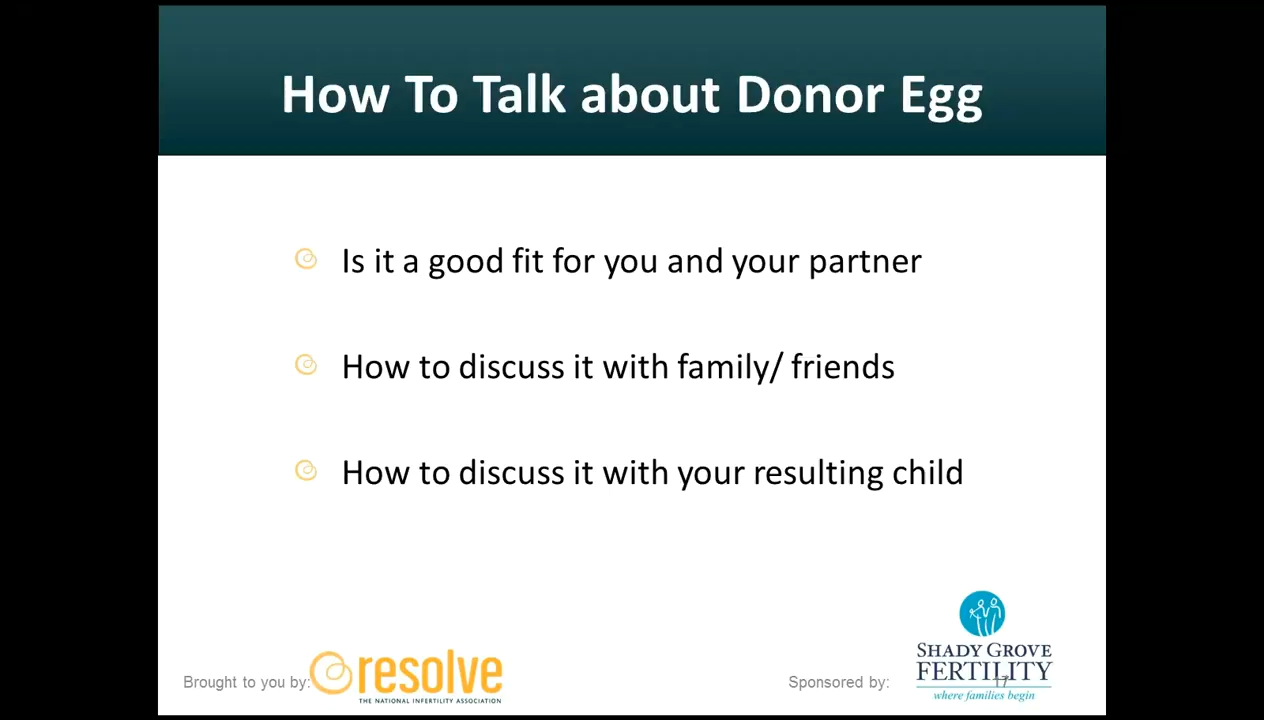 How To Talk about Donor Egg
Is it a good fit for you and your partner
How to discuss it with family/ friends
How to discuss it with your resulting child
Brought to you by:
resolve
THE NATIONAL INFERTILITY ASSOCIATION
Sponsored by:
SHADY GROVE
FERTILITY
17
where families begin